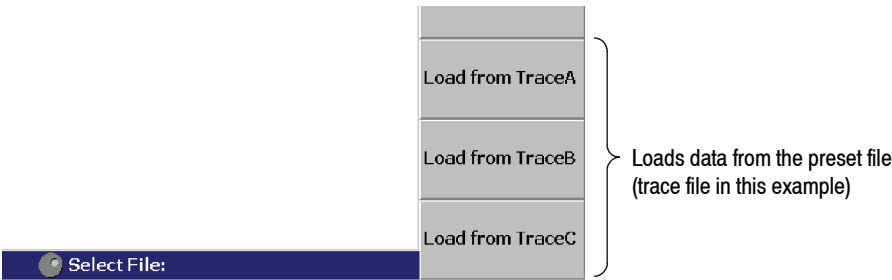 Load from TraceA
Load from TraceB
Loads data from the preset file
(trace file in this example)
Load from TraceC
Select File: